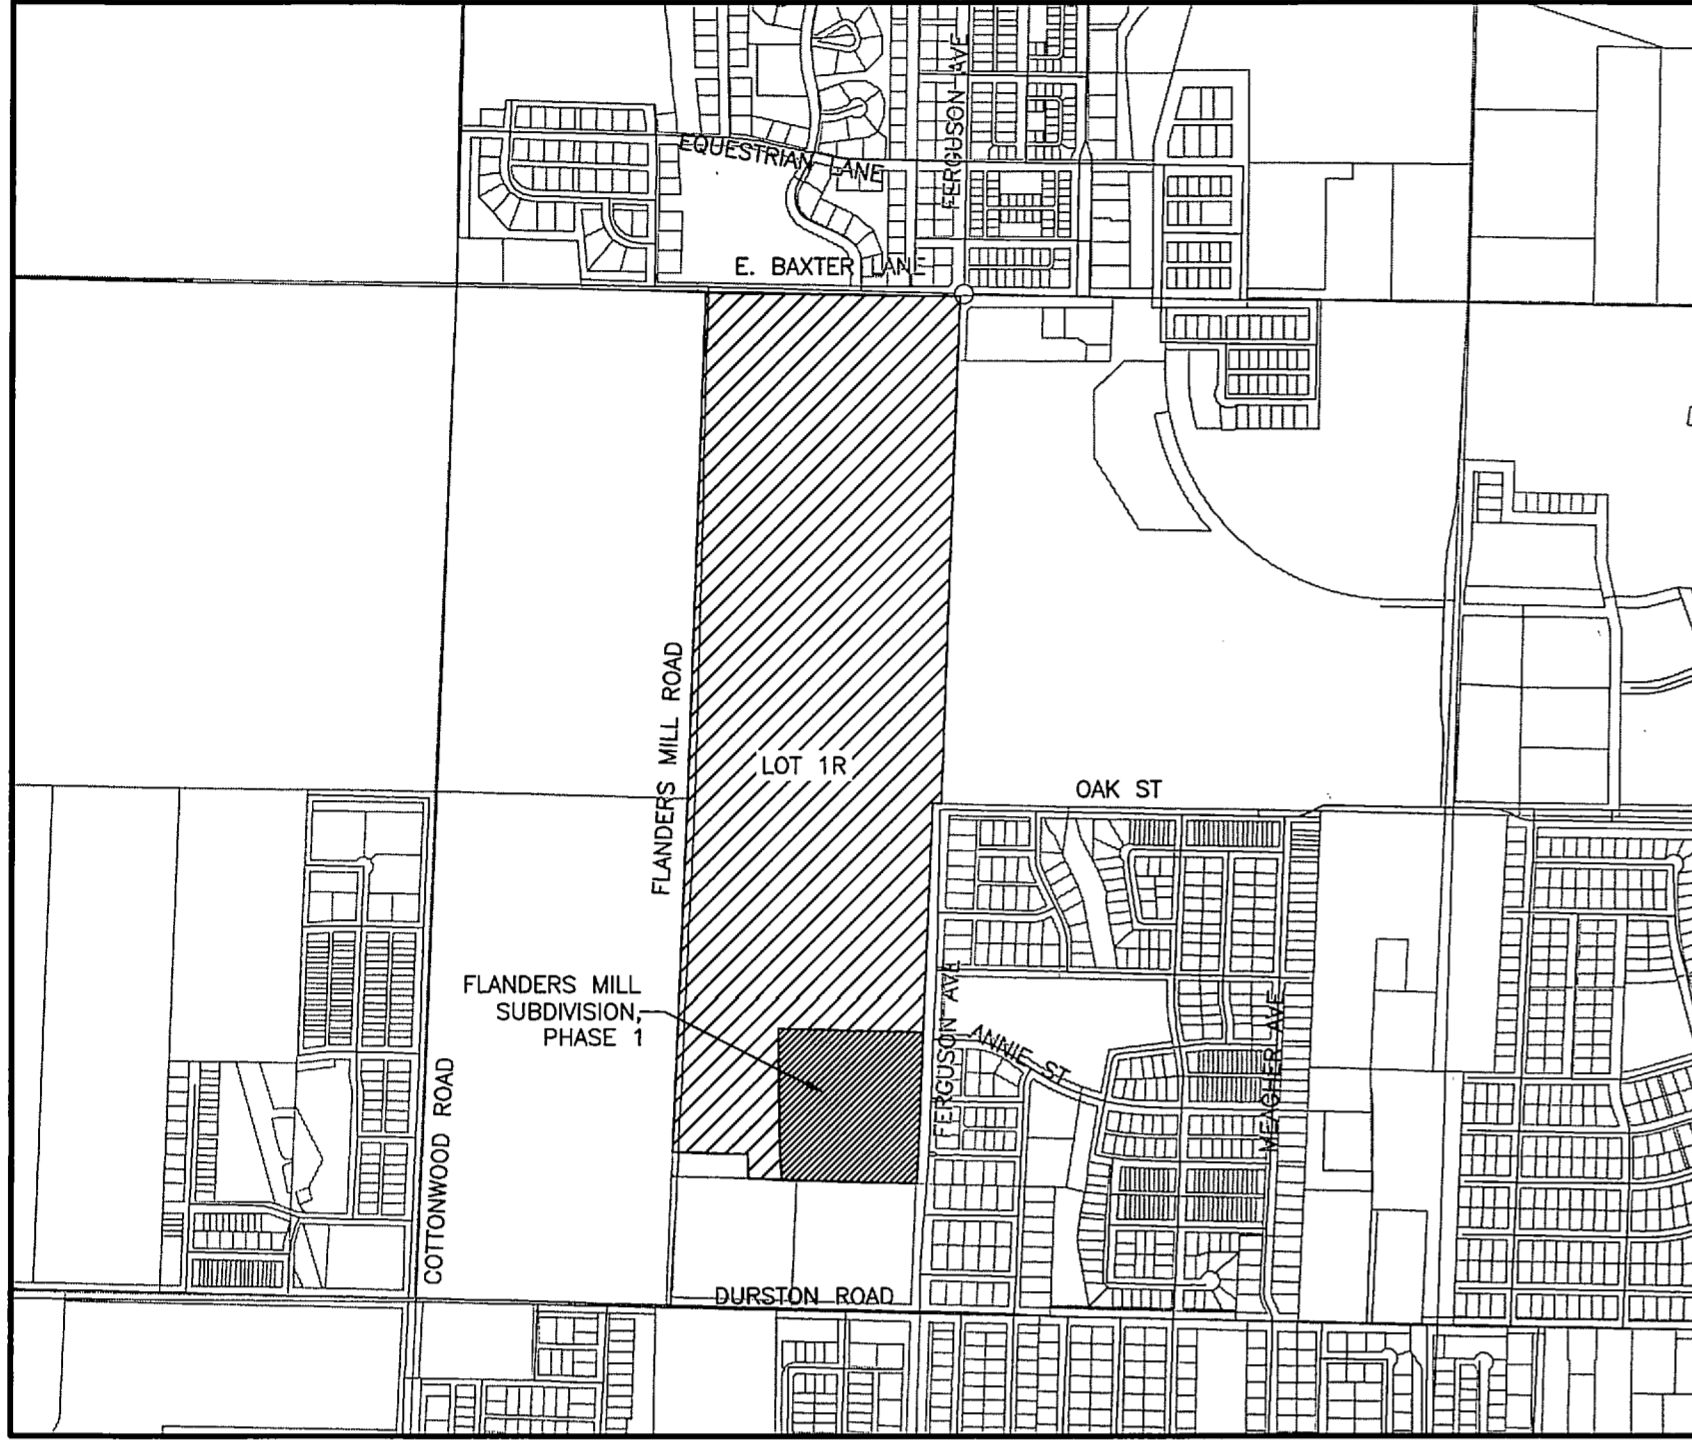 FERGUSON AVE
EQUESTRIAN LANE
E. BAXTER LANE
FLANDERS MILL ROAD
LOT 1R
OAK ST
FLANDERS MILL
SUBDIVISION,
PHASE 1
FERGUSON AVE
ANNIE ST
MEAGHER AVE
COTTONWOOD ROAD
DURSTON ROAD